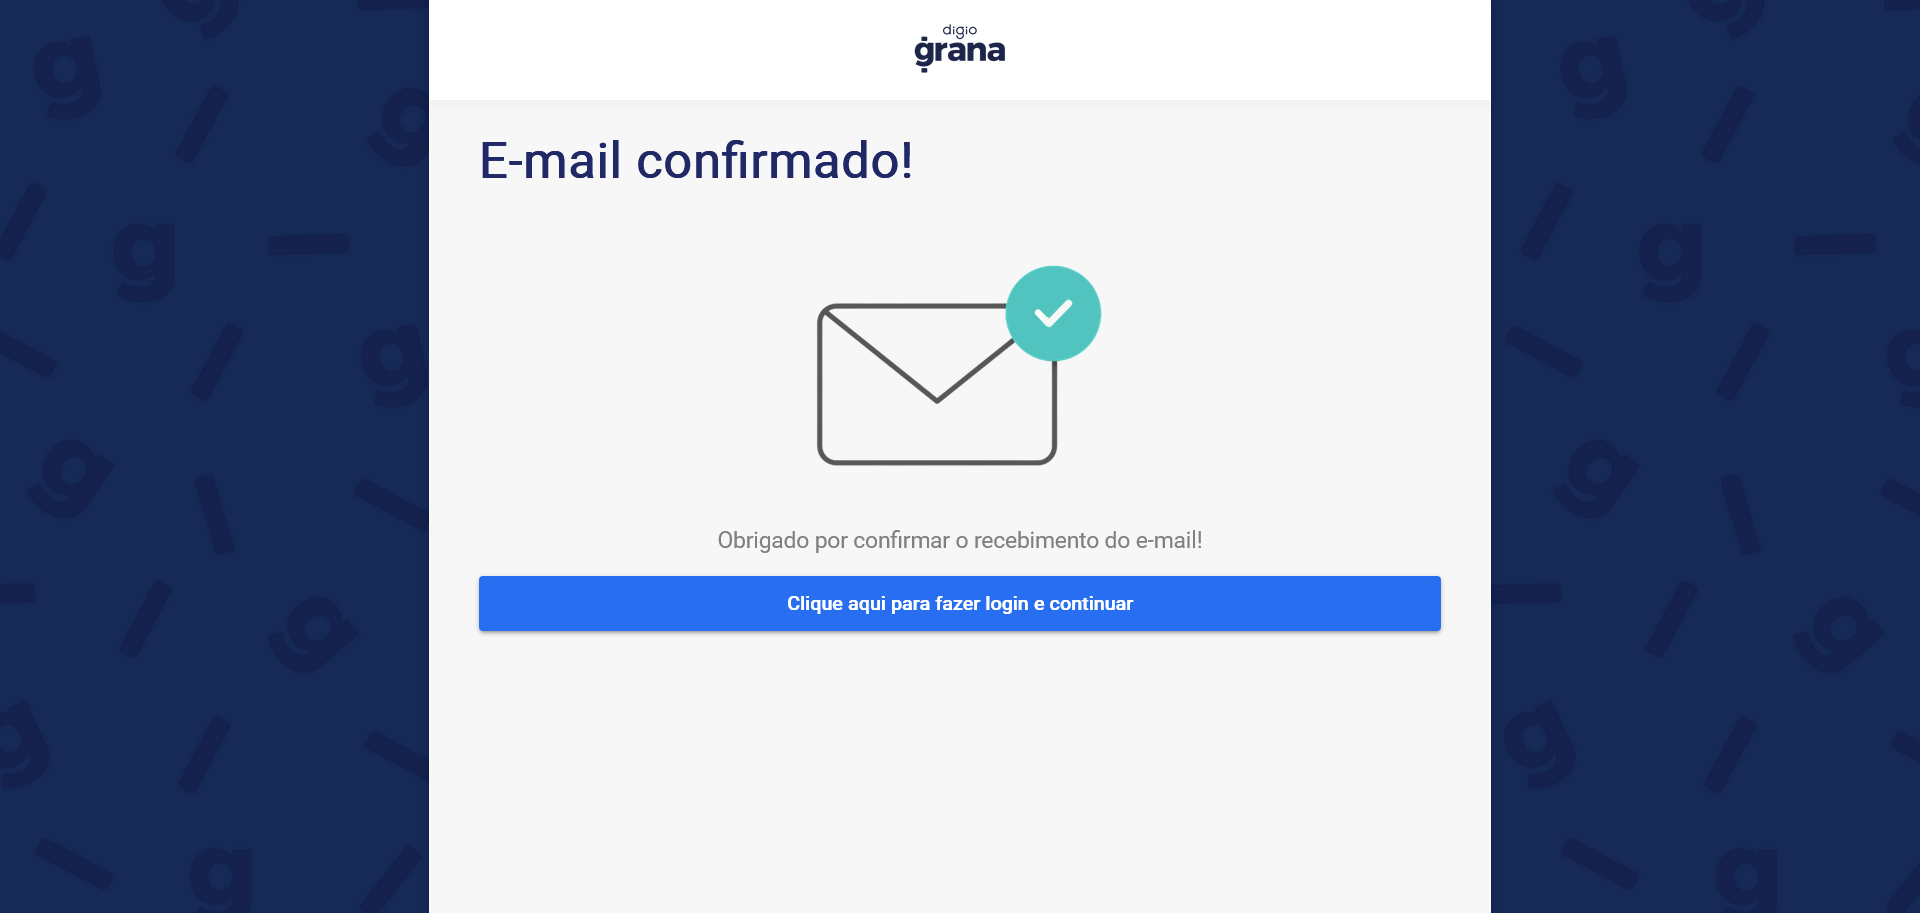 digio
grana
E-mail confirmado!
Obrigado por confirmar o recebimento do e-mail!
Clique aqui para fazer login e continuar